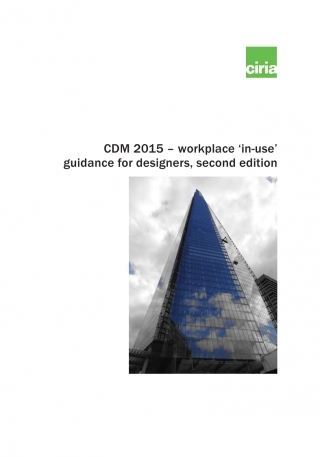 ciria
CDM 2015 – workplace ‘in-use’
guidance for designers, second edition